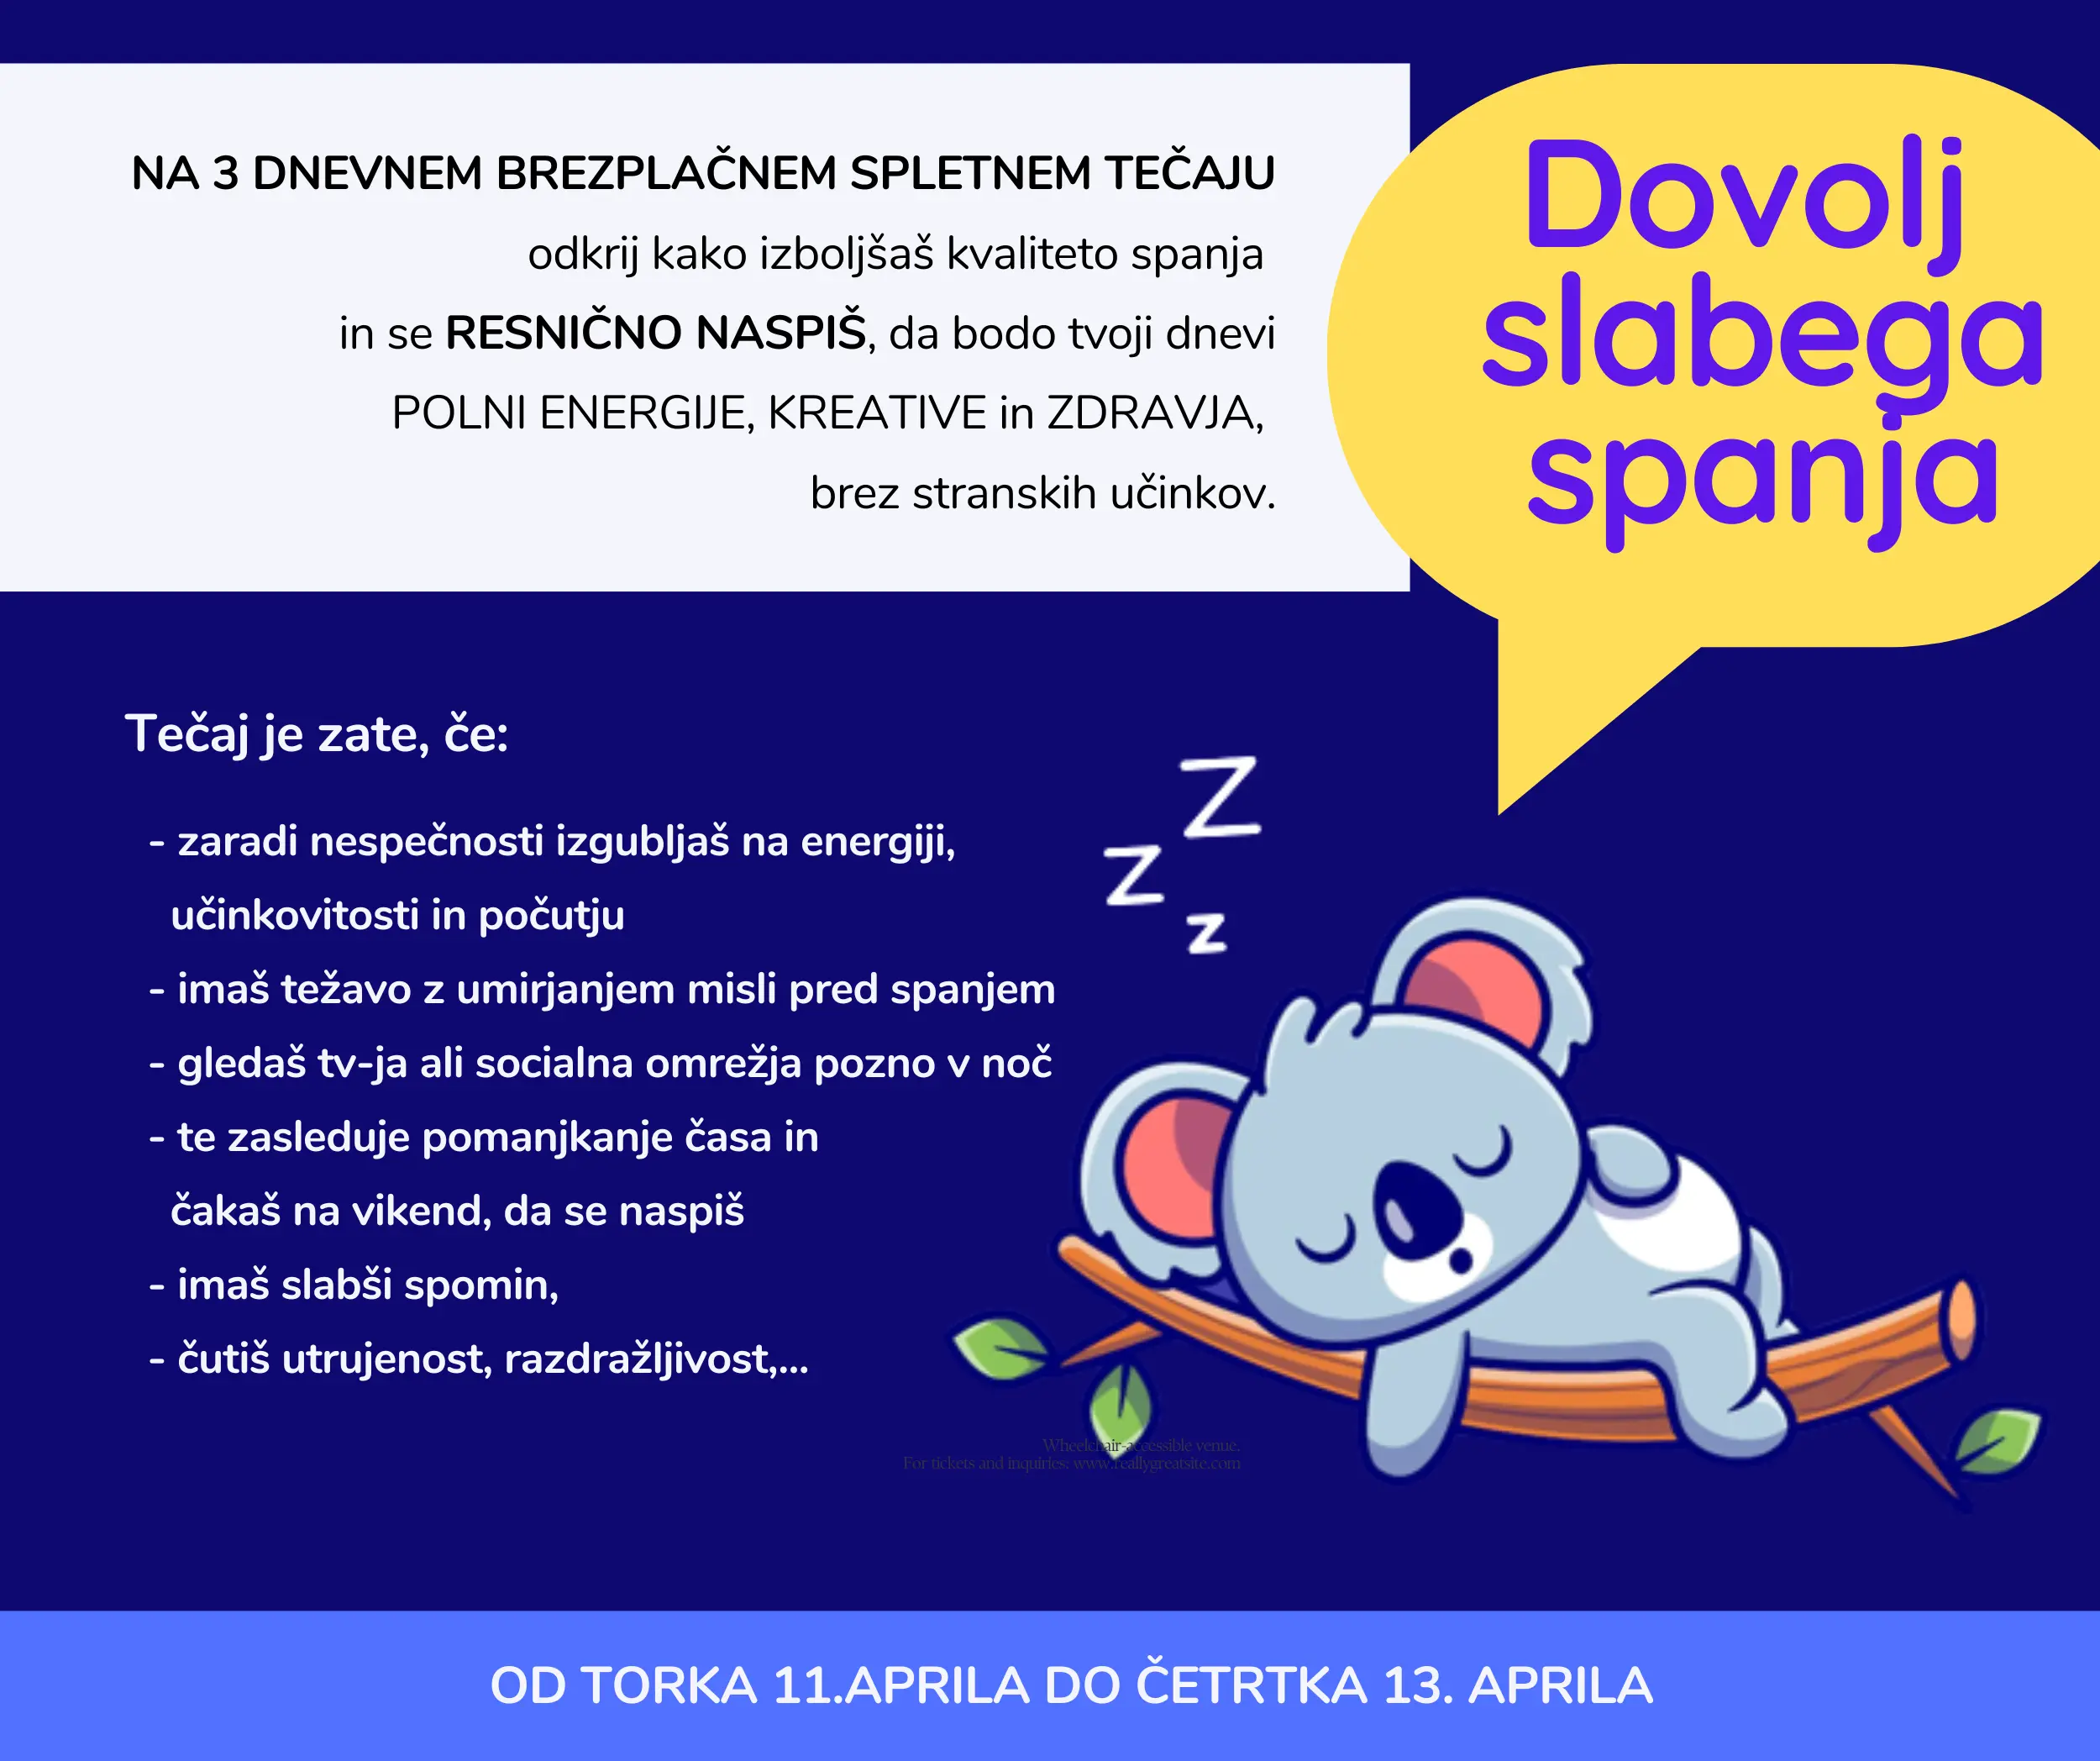 NA 3 DNEVNEM BREZPLAČNEM SPLETNEM TEČAJU
odkrij kako izboljšaš kvaliteto spanja
in se RESNIČNO NASPIŠ, da bodo tvoji dnevi
POLNI ENERGIJE, KREATIVE in ZDRAVJA,
brez stranskih učinkov.
Dovolj
slabega
spanja
Tečaj je zate, če:
- zaradi nespečnosti izgubljaš na energiji,
učinkovitosti in počutju
- imaš težavo z umirjanjem misli pred spanjem
- gledaš tv-ja ali socialna omrežja pozno v noč
- te zasleduje pomanjkanje časa in
čakaš na vikend, da se naspiš
- imaš slabši spomin,
- čutiš utrujenost, razdražljivost,...
Z
z
z
Wheelchair-accessible venue.
For tickets and inquiries: www.reallygreatsite.com
OD TORKA 11.APRILA DO ČETRTKA 13. APRILA